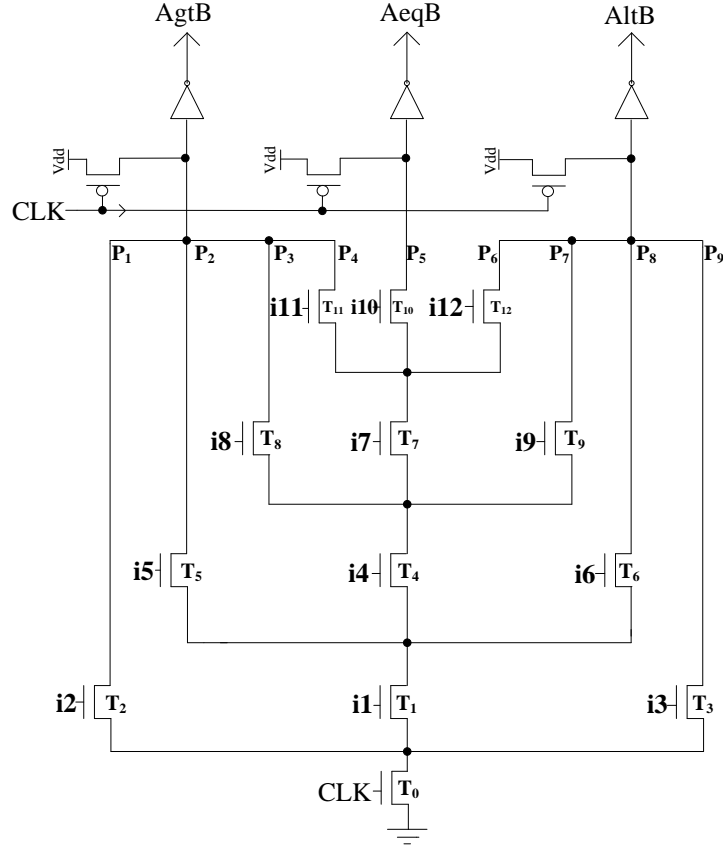 AgtB AeqB AltB
Vdd Vdd Vdd
CLK
P₁ P₂ P₃ P₄ P₅ P₆ P₇ P₈ P₉
i11 T₁₁ i10 T₁₀ i12 T₁₂
i8 T₈ i7 T₇ i9 T₉
i5 T₅ i4 T₄ i6 T₆
i2 T₂ i1 T₁ i3 T₃
CLK T₀